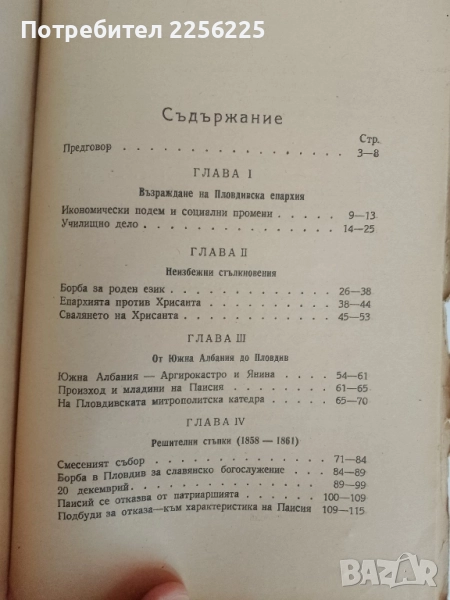 Потребител 2256225
Съдържание
Стр.
Предговор . . . . . . . . . . . . . 3—8
ГЛАВА I
Възраждане на Пловдивска епархия
Икономически подем и социални промени . . . . . 9—13
Училищно дело . . . . . . . . . . . . . 14—25
ГЛАВА II
Неизбежни стълкновения
Борба за роден език . . . . . . . . . . . 26—38
Епархията против Хрисанта . . . . . . . . 38—44
Свалянето на Хрисанта . . . . . . . . . . 45—53
ГЛАВА III
От Южна Албания до Пловдив
Южна Албания — Аргирокастро и Янина . . . . . 54—61
Произход и младини на Паисия . . . . . . . 61—65
На Пловдивската митрополитска катедра . . . . 65—70
ГЛАВА IV
Решителни стъпки (1858 — 1861)
Смесеният събор . . . . . . . . . . . . 71—84
Борба в Пловдив за славянско богослужение . . . 84—89
20 декемврий . . . . . . . . . . . . . 89—99
Паисий се отказва от патриаршията . . . . . 100—109
Подбуди за отказа—към характеристика на Паисия 109—115
BAZAR
bg